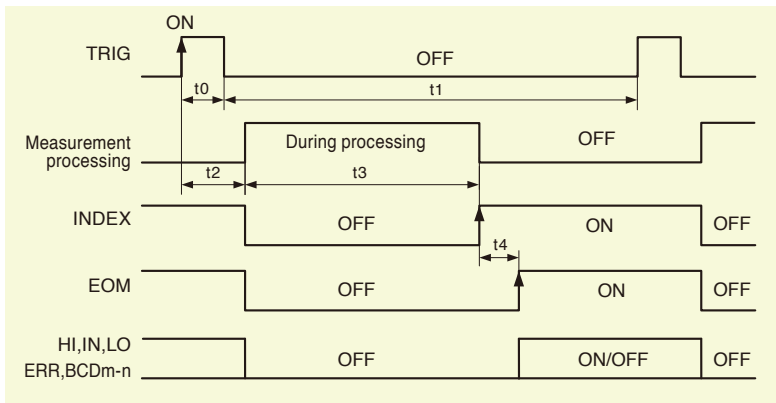 ON
TRIG
OFF
t0
t1
Measurement
processing
During processing
OFF
t2
t3
INDEX
OFF
ON
OFF
t4
EOM
OFF
ON
OFF
HI,IN,LO
ERR,BCDm-n
OFF
ON/OFF
OFF